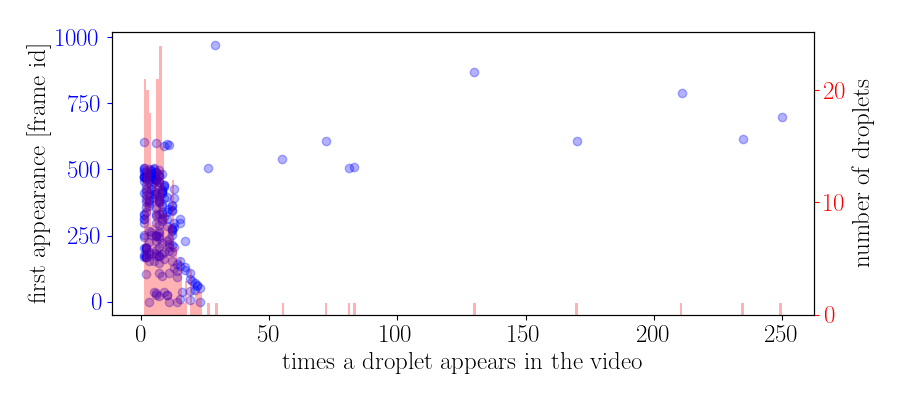 1000
750
500
250
0
first appearance [frame id]
20
10
0
number of droplets
0 50 100 150 200 250
times a droplet appears in the video